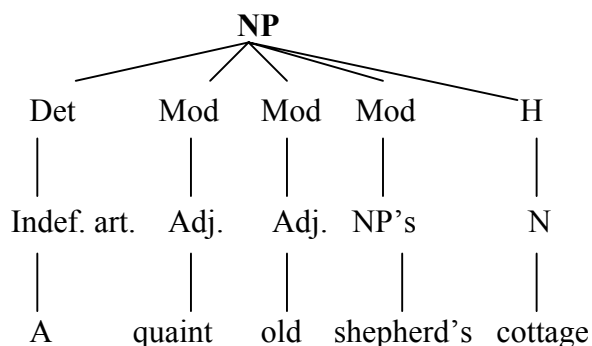 NP
Det Mod Mod Mod H
Indef. art. Adj. Adj. NP’s N
A quaint old shepherd’s cottage